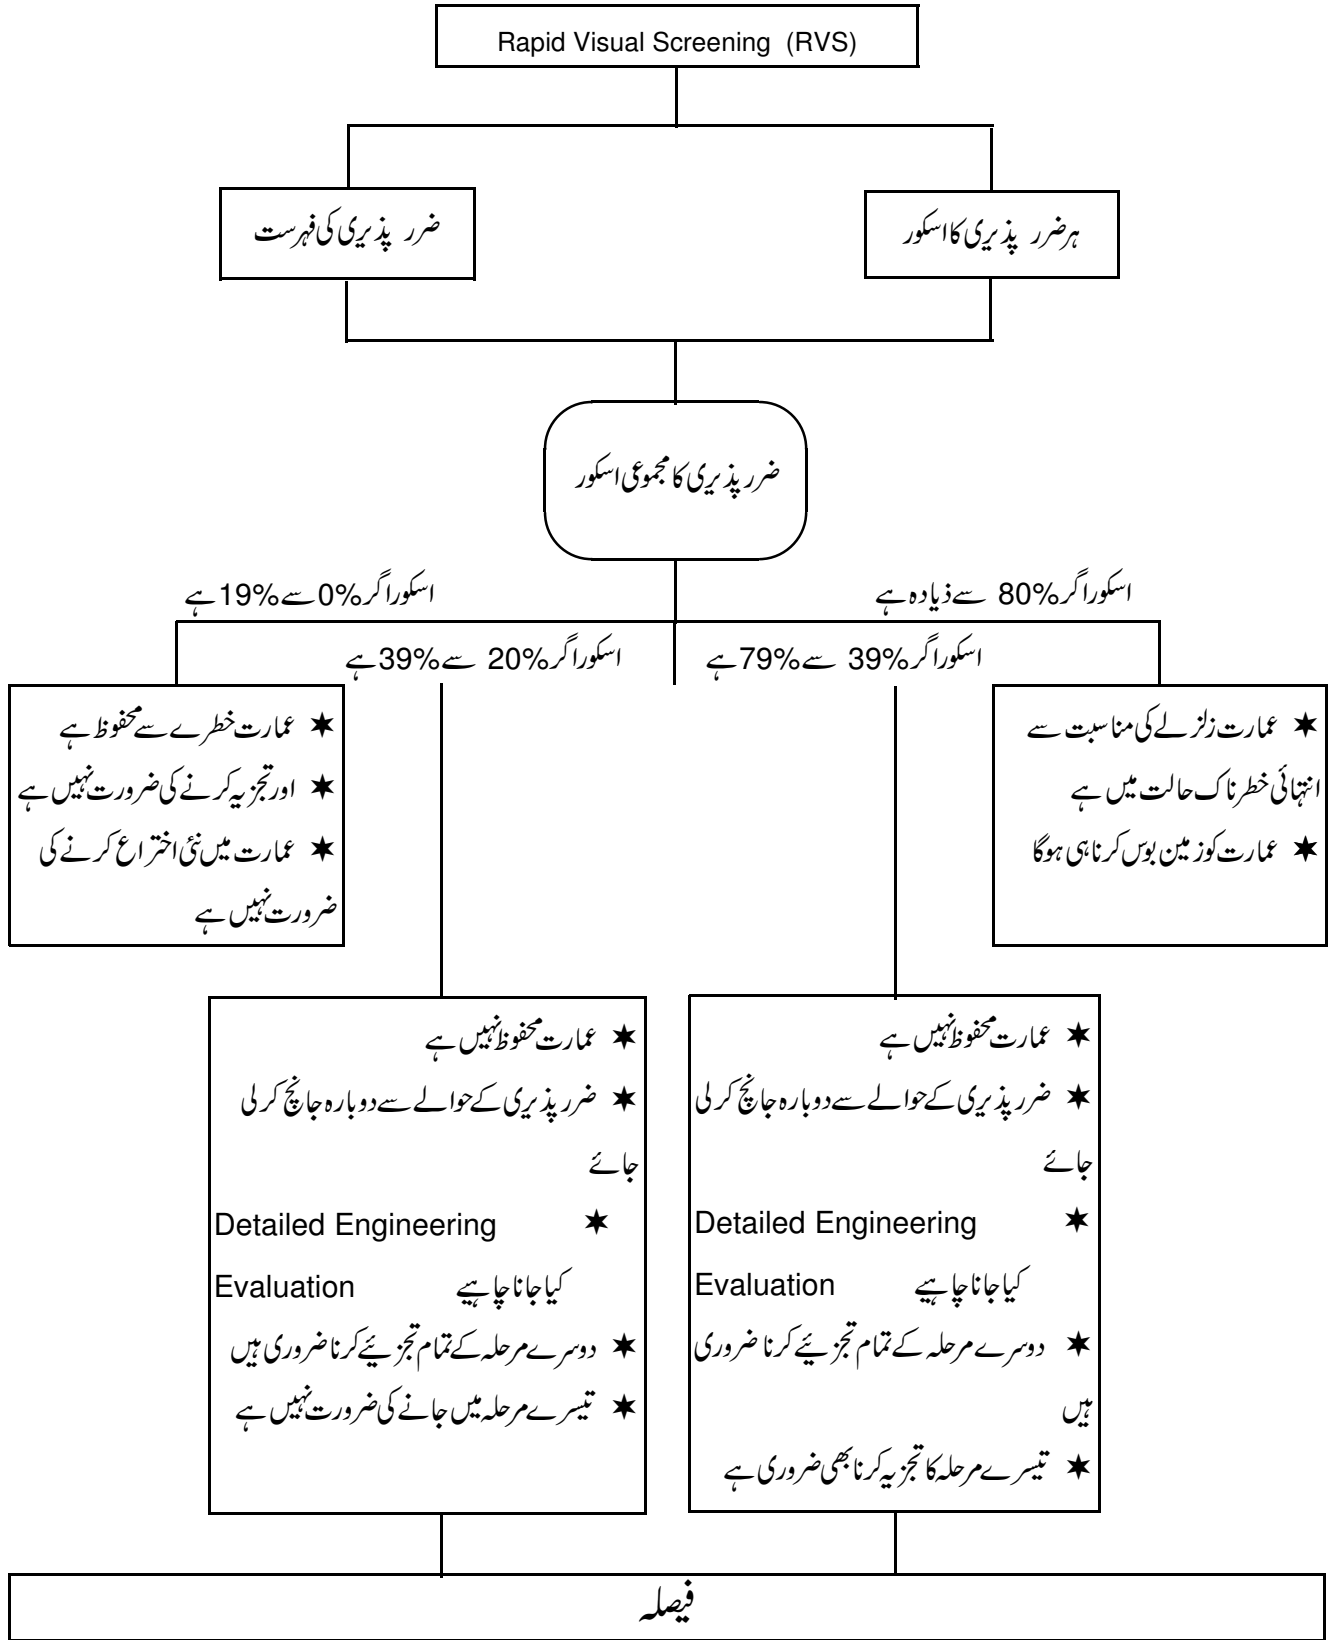 Rapid Visual Screening (RVS)
ہر ضرر پذیری کا اسکور
ضرر پذیری کی فہرست
ضرر پذیری کا مجموعی اسکور
اسکور اگر 80% سے ذیادہ ہے
اسکور اگر 0% سے 19% ہے
اسکور اگر 39% سے 79% ہے
اسکور اگر 20% سے 39% ہے
★ عمارت زلزلے کی مناسبت سے
انتہائی خطرناک حالت میں ہے
★ عمارت کو زمین بوس کرنا ہی ہوگا
★ عمارت خطرے سے محفوظ ہے
★ اور تجزیہ کرنے کی ضرورت نہیں ہے
★ عمارت میں نئی اختراع کرنے کی
ضرورت نہیں ہے
★ عمارت محفوظ نہیں ہے
★ ضرر پذیری کے حوالے سے دوبارہ جانچ کر لی
جائے
★ Detailed Engineering
Evaluation کیا جانا چاہیے
★ دوسرے مرحلہ کے تمام تجزیئے کرنا ضروری
ہیں
★ تیسرے مرحلہ کا تجزیہ کرنا بھی ضروری ہے
★ عمارت محفوظ نہیں ہے
★ ضرر پذیری کے حوالے سے دوبارہ جانچ کر لی
جائے
★ Detailed Engineering
Evaluation کیا جانا چاہیے
★ دوسرے مرحلہ کے تمام تجزیئے کرنا ضروری ہیں
★ تیسرے مرحلہ میں جانے کی ضرورت نہیں ہے
فیصلہ